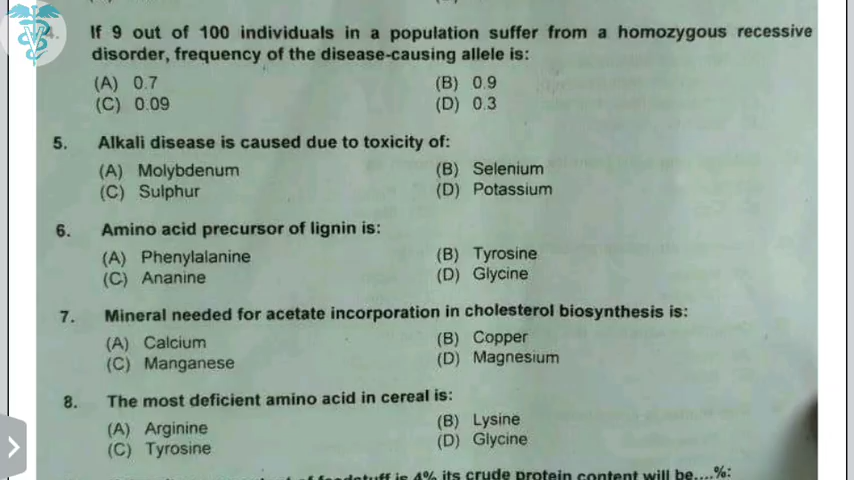 If 9 out of 100 individuals in a population suffer from a homozygous recessive
disorder, frequency of the disease-causing allele is:
(A) 0.7 (B) 0.9
(C) 0.09 (D) 0.3
5. Alkali disease is caused due to toxicity of:
(A) Molybdenum (B) Selenium
(C) Sulphur (D) Potassium
6. Amino acid precursor of lignin is:
(A) Phenylalanine (B) Tyrosine
(C) Ananine (D) Glycine
7. Mineral needed for acetate incorporation in cholesterol biosynthesis is:
(A) Calcium (B) Copper
(C) Manganese (D) Magnesium
8. The most deficient amino acid in cereal is:
(A) Arginine (B) Lysine
(C) Tyrosine (D) Glycine
of feedstuff is 4% its crude protein content will be....%: